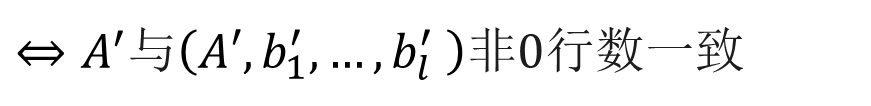 ⇔ A′与(A′, b′₁, … , b′ₗ )非0行数一致